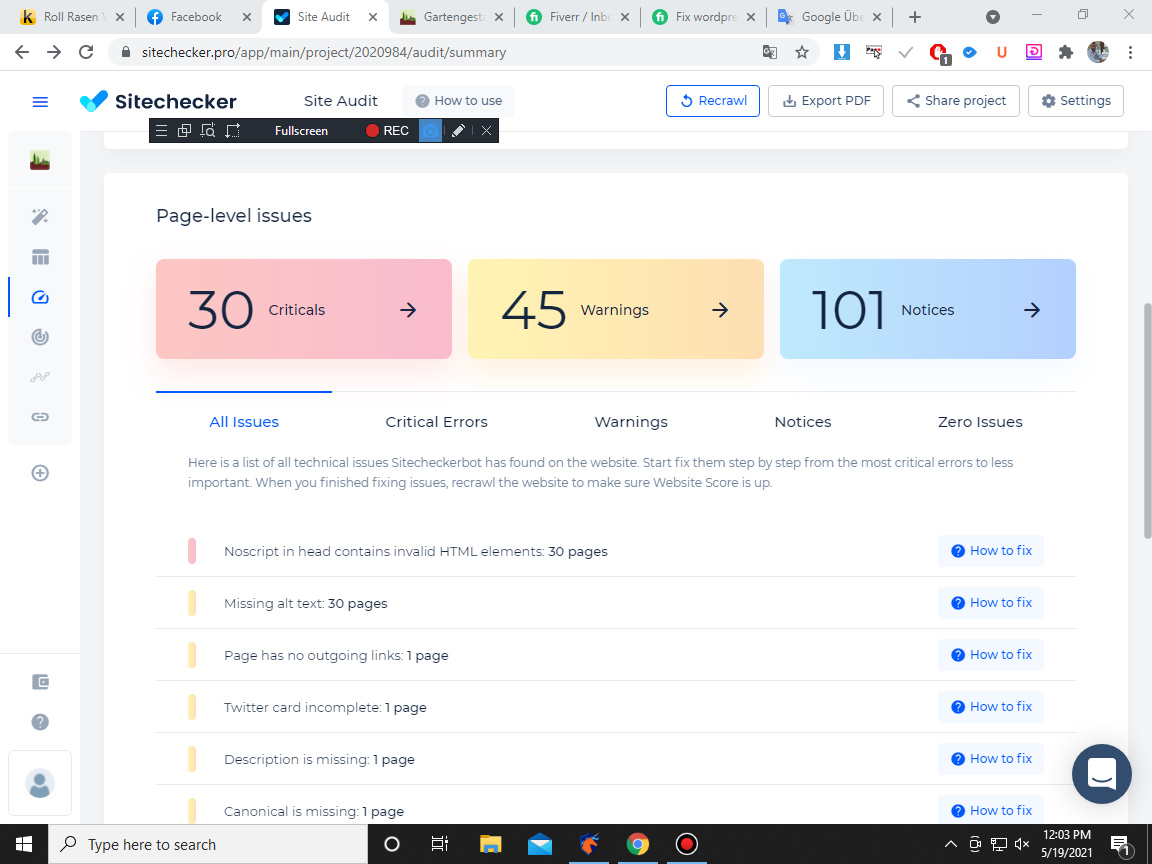 Roll Rasen
Facebook
Site Audit
Gartengest
Fiverr / Inb
Fix wordpre
Google Übe
sitechecker.pro/app/main/project/2020984/audit/summary
1
Sitechecker
Site Audit
How to use
Recrawl
Export PDF
Share project
Settings
Fullscreen
REC
Page-level issues
30 Criticals
45 Warnings
101 Notices
All Issues
Critical Errors
Warnings
Notices
Zero Issues
Here is a list of all technical issues Sitecheckerbot has found on the website. Start fix them step by step from the most critical errors to less
important. When you finished fixing issues, recrawl the website to make sure Website Score is up.
Noscript in head contains invalid HTML elements: 30 pages
How to fix
Missing alt text: 30 pages
How to fix
Page has no outgoing links: 1 page
How to fix
Twitter card incomplete: 1 page
How to fix
Description is missing: 1 page
How to fix
Canonical is missing: 1 page
How to fix
Type here to search
12:03 PM
5/19/2021
1